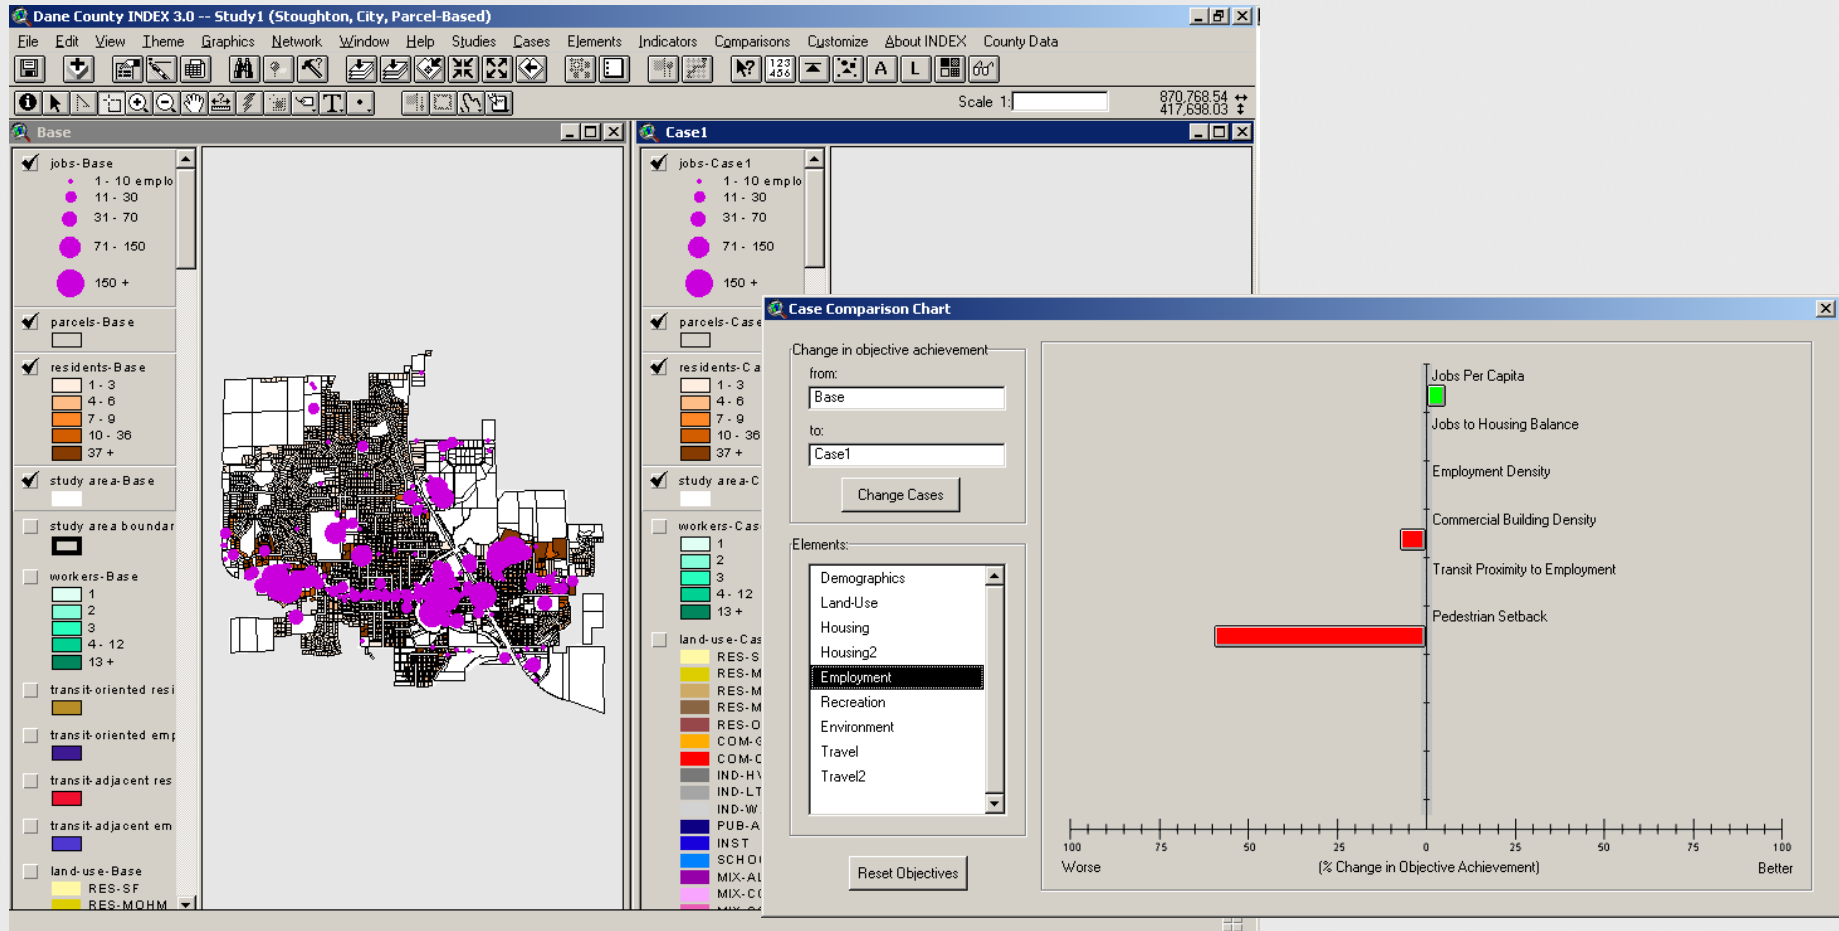 Dane County INDEX 3.0 -- Study1 (Stoughton, City, Parcel-Based)
File Edit View Theme Graphics Network Window Help Studies Cases Elements Indicators Comparisons Customize About INDEX County Data
123
456
A L
T
Scale 1:
870,768.54
417,698.03
Base
jobs-Base
1 - 10 emplo
11 - 30
31 - 70
71 - 150
150 +
parcels-Base
residents-Base
1 - 3
4 - 6
7 - 9
10 - 36
37 +
study area-Base
study area boundar
workers-Base
1
2
3
4 - 12
13 +
transit-oriented resi
transit-oriented emp
transit-adjacent res
transit-adjacent em
land-use-Base
RES-SF
RES-MOHM
Case1
jobs-Case1
1 - 10 emplo
11 - 30
31 - 70
71 - 150
150 +
parcels-Case
residents-Ca
1 - 3
4 - 6
7 - 9
10 - 36
37 +
study area-C
workers-Cas
1
2
3
4 - 12
13 +
land-use-Cas
RES-S
RES-M
RES-M
RES-M
RES-O
COM-G
COM-C
IND-HV
IND-LT
IND-W
PUB-A
INST
SCHO
MIX-AL
MIX-CO
Case Comparison Chart
Change in objective achievement
from:
Base
to:
Case1
Change Cases
Elements:
Demographics
Land-Use
Housing
Housing2
Employment
Recreation
Environment
Travel
Travel2
Reset Objectives
Jobs Per Capita
Jobs to Housing Balance
Employment Density
Commercial Building Density
Transit Proximity to Employment
Pedestrian Setback
100 75 50 25 0 25 50 75 100
Worse (% Change in Objective Achievement) Better